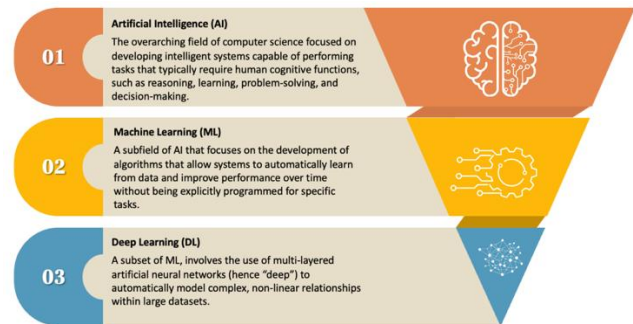 01
Artificial Intelligence (AI)
The overarching field of computer science focused on
developing intelligent systems capable of performing
tasks that typically require human cognitive functions,
such as reasoning, learning, problem-solving, and
decision-making.
02
Machine Learning (ML)
A subfield of AI that focuses on the development of
algorithms that allow systems to automatically learn
from data and improve performance over time
without being explicitly programmed for specific
tasks.
03
Deep Learning (DL)
A subset of ML, involves the use of multi-layered
artificial neural networks (hence “deep”) to
automatically model complex, non-linear relationships
within large datasets.